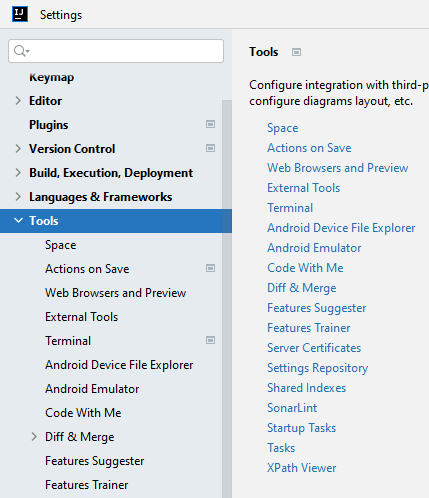 IJ
Settings
Keymap
Editor
Plugins
Version Control
Build, Execution, Deployment
Languages & Frameworks
Tools
Space
Actions on Save
Web Browsers and Preview
External Tools
Terminal
Android Device File Explorer
Android Emulator
Code With Me
Diff & Merge
Features Suggester
Features Trainer
Tools
Configure integration with third-p
configure diagrams layout, etc.
Space
Actions on Save
Web Browsers and Preview
External Tools
Terminal
Android Device File Explorer
Android Emulator
Code With Me
Diff & Merge
Features Suggester
Features Trainer
Server Certificates
Settings Repository
Shared Indexes
SonarLint
Startup Tasks
Tasks
XPath Viewer